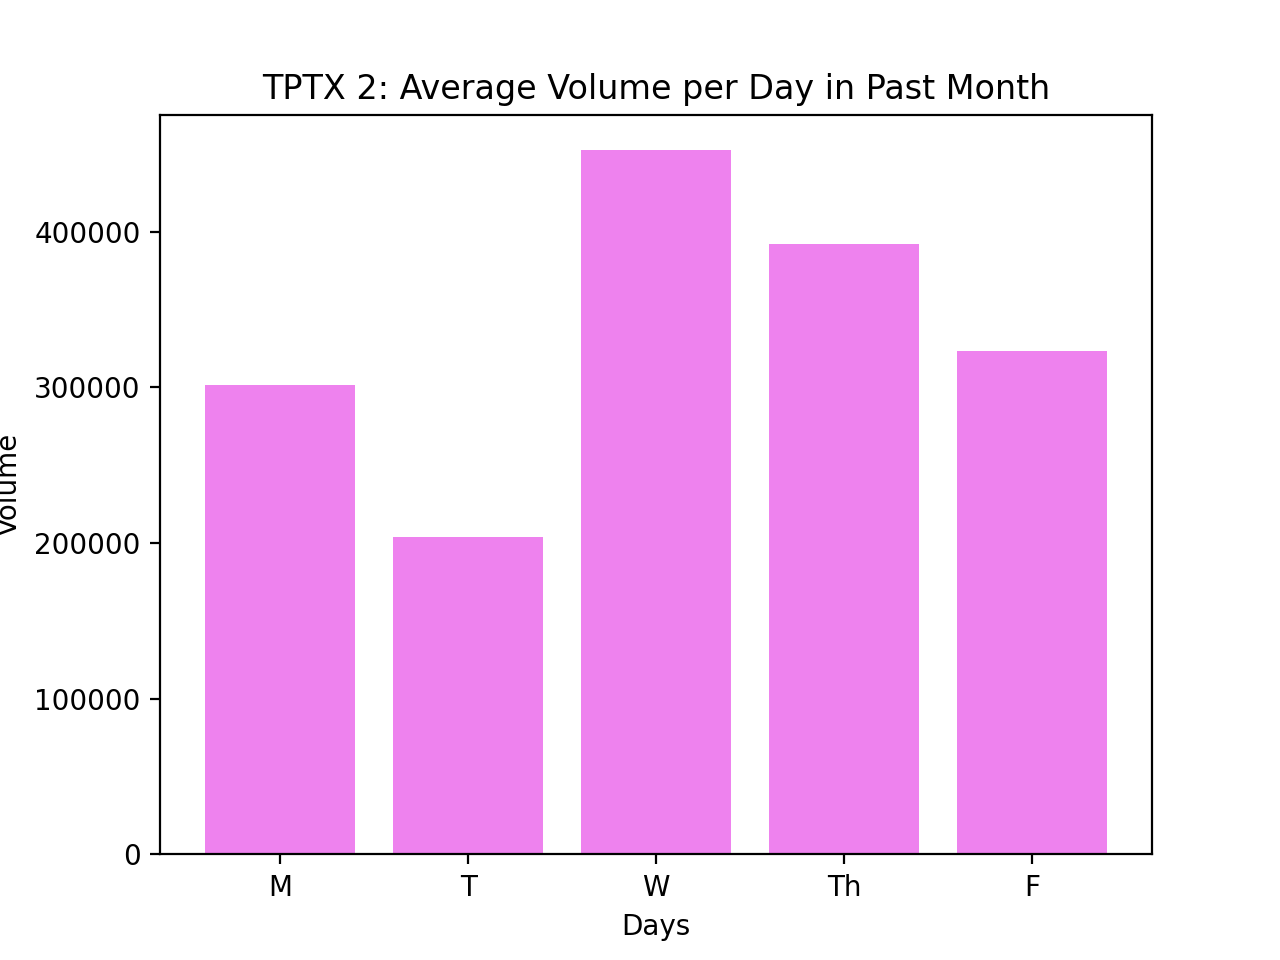 TPTX 2: Average Volume per Day in Past Month
Volume
400000
300000
200000
100000
0
M T W Th F
Days